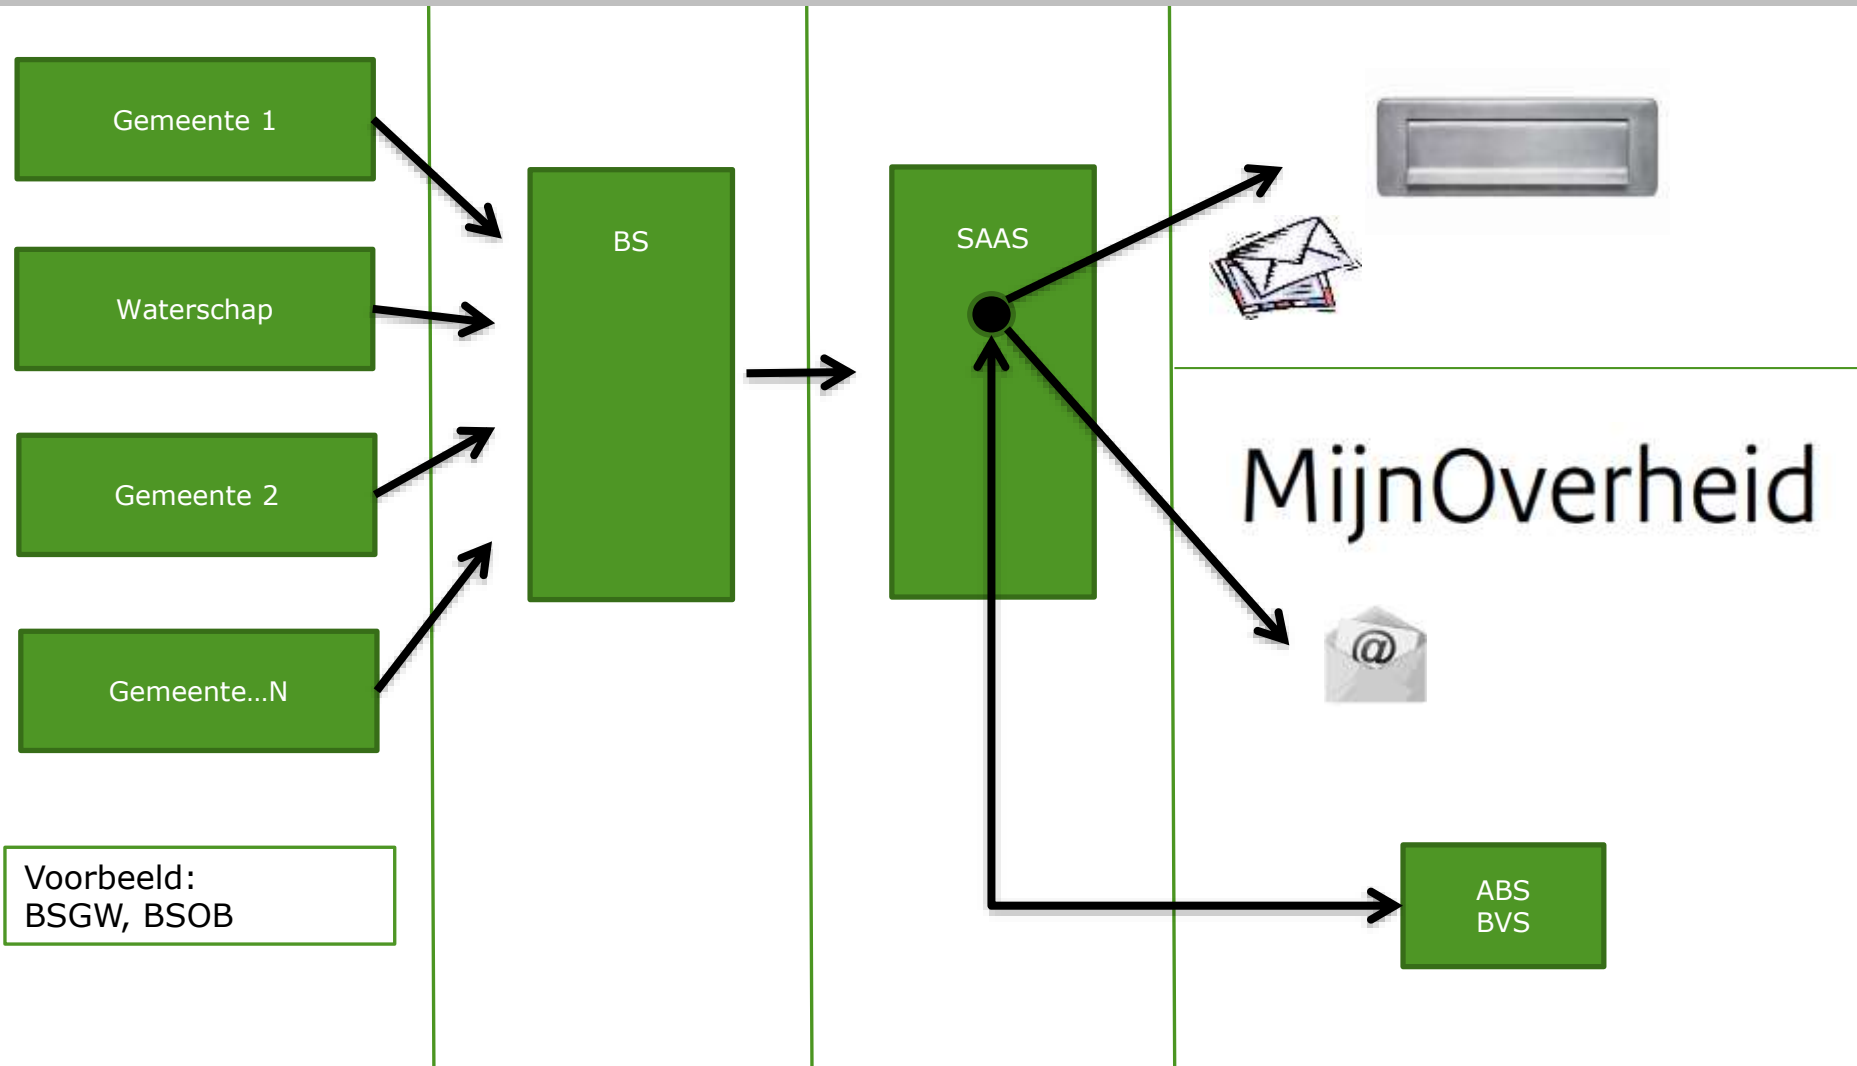 Gemeente 1
Waterschap
Gemeente 2
Gemeente...N
Voorbeeld:
BSGW, BSOB
BS
SAAS
MijnOverheid
@
ABS
BVS